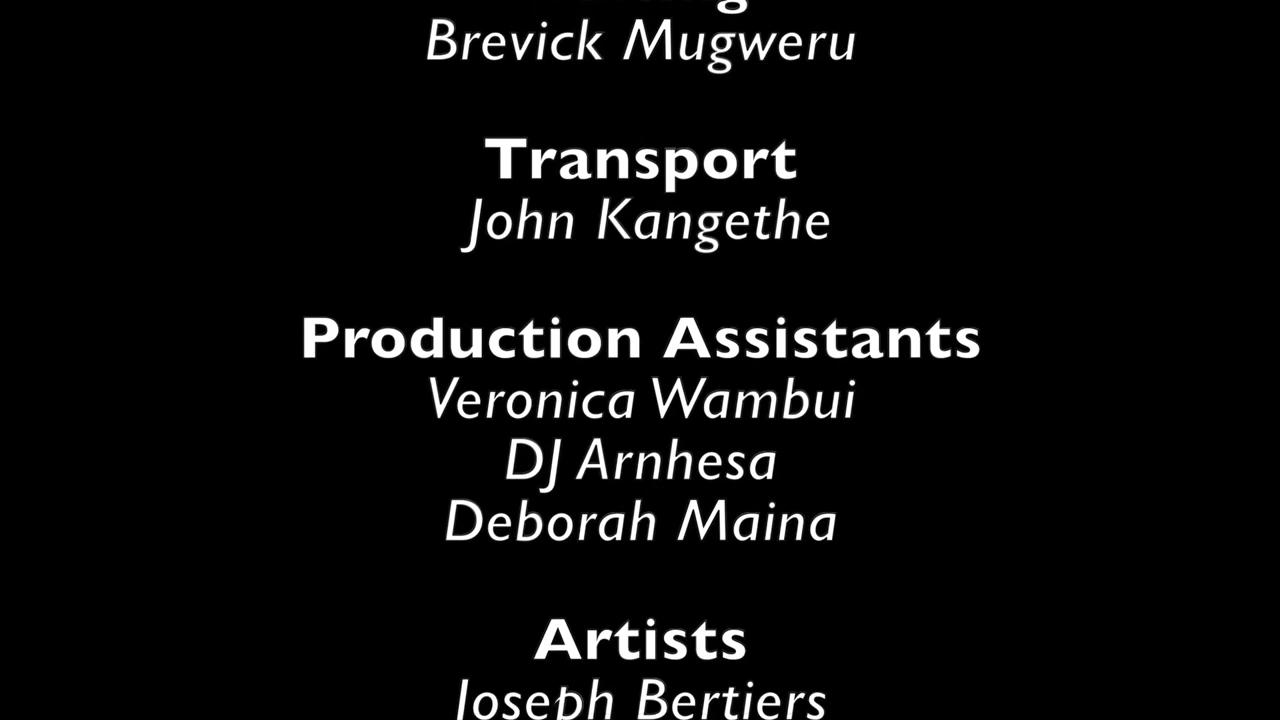 Brevick Mugweru
Transport
John Kangethe
Production Assistants
Veronica Wambui
DJ Arnhesa
Deborah Maina
Artists
Joseph Bertiers